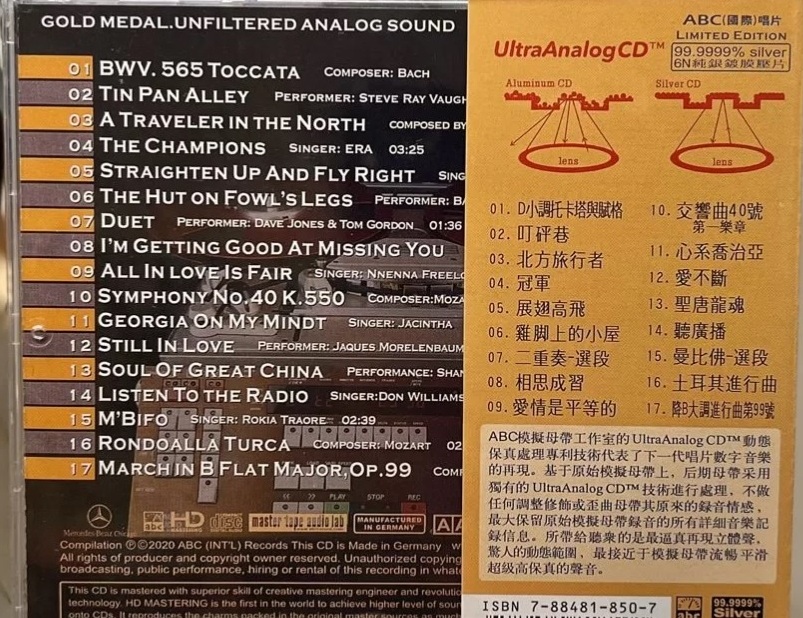 GOLD MEDAL.UNFILTERED ANALOG SOUND
01 BWV. 565 TOCCATA COMPOSER: BACH
02 TIN PAN ALLEY PERFORMER: STEVE RAY VAUGH
03 A TRAVELER IN THE NORTH COMPOSED BY
04 THE CHAMPIONS SINGER: ERA 03:25
05 STRAIGHTEN UP AND FLY RIGHT SING
06 THE HUT ON FOWL'S LEGS PERFORMER: BA
07 DUET PERFORMER: DAVE JONES & TOM GORDON 01:36
08 I'M GETTING GOOD AT MISSING YOU
09 ALL IN LOVE IS FAIR SINGER: NNENNA FREELO
10 SYMPHONY NO.40 K.550 COMPOSER:MOZA
11 GEORGIA ON MY MINDT SINGER: JACINTHA
12 STILL IN LOVE PERFORMER: JAQUES MORELENBAUM
13 SOUL OF GREAT CHINA PERFORMANCE: SHAN
14 LISTEN TO THE RADIO SINGER:DON WILLIAMS
15 M'BIFO SINGER: ROKIA TRAORE 02:39
16 RONDOALLA TURCA COMPOSER: MOZART 02
17 MARCH IN B FLAT MAJOR,OP.99 COMP
PLAY STOP REC
Mercedes-Benz
abc HD disc master tape audio lab MANUFACTURED IN GERMANY AA
Compilation ℗©2020 ABC (INT'L) Records This CD is Made in Germany w
All rights of producer and copyright owner reserved. Unauthorized copying
broadcasting, public performance, hiring or rental of this recording in whate
This CD is mastered with superior skill of creative mastering engineer and revolutio
technology. HD MASTERING is the first in the world to achieve higher level of soun
onto CDs. It reproduces the charms packed in the original master sources as much
ABC(國際)唱片
LIMITED EDITION
UltraAnalogCD™
99.9999% silver
6N純銀鍍膜壓片
Aluminum CD
Silver CD
lens
lens
01. D小調托卡塔與賦格
02. 叮砰巷
03. 北方旅行者
04. 冠軍
05. 展翅高飛
06. 雞脚上的小屋
07. 二重奏-選段
08. 相思成習
09. 愛情是平等的
10. 交響曲40號
第一樂章
11. 心系喬治亞
12. 愛不斷
13. 聖唐龍魂
14. 聽廣播
15. 曼比佛-選段
16. 土耳其進行曲
17. 降B大調進行曲第99號
ABC模擬母帶工作室的UltraAnalog CD™動態
保真處理專利技術代表了下一代唱片數字音樂
的再現。基于原始模擬母帶上，后期母帶采用
獨有的UltraAnalog CD™技術進行處理，不做
任何調整修飾或歪曲母帶其原來的錄音情感，
最大保留原始模擬母帶錄音的所有詳細音樂記
録信息。所帶給聽衆的是最逼真再現立體聲，
驚人的動態範圍，最接近于模擬母帶流暢平滑
超級高保真的聲音。
ISBN 7-88481-850-7
abc
99.9999%
Silver